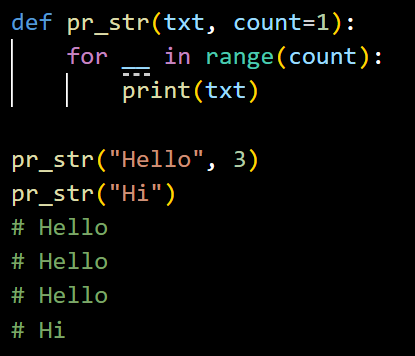 def pr_str(txt, count=1):
    for __ in range(count):
        print(txt)

pr_str("Hello", 3)
pr_str("Hi")
# Hello
# Hello
# Hello
# Hi